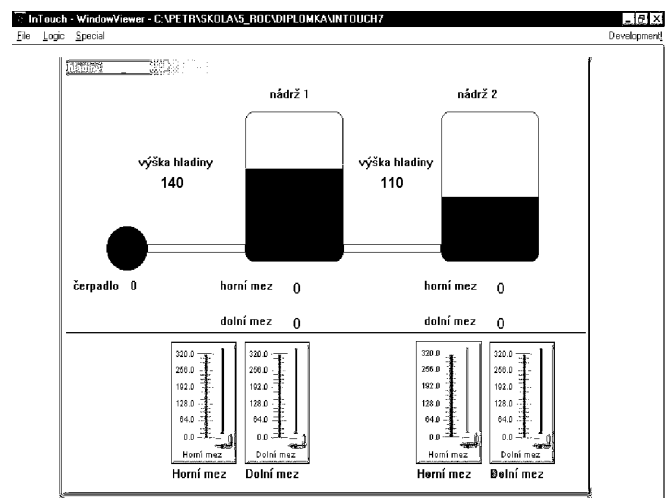 InTouch - WindowViewer - C:\PETR\SKOLA\5_ROC\DIPLOMKA\INTOUCH7
File Logic Special Development!
nádrž 1 nádrž 2
výška hladiny výška hladiny
140 110
čerpadlo 0 horní mez 0 horní mez 0
dolní mez 0 dolní mez 0
320.0 320.0 320.0 320.0
256.0 256.0 256.0 256.0
192.0 192.0 192.0 192.0
128.0 128.0 128.0 128.0
64.0 64.0 64.0 64.0
0.0 0.0 0.0 0.0
Horní mez Dolní mez Horní mez Dolní mez
Horní mez Dolní mez Horní mez Dolní mez